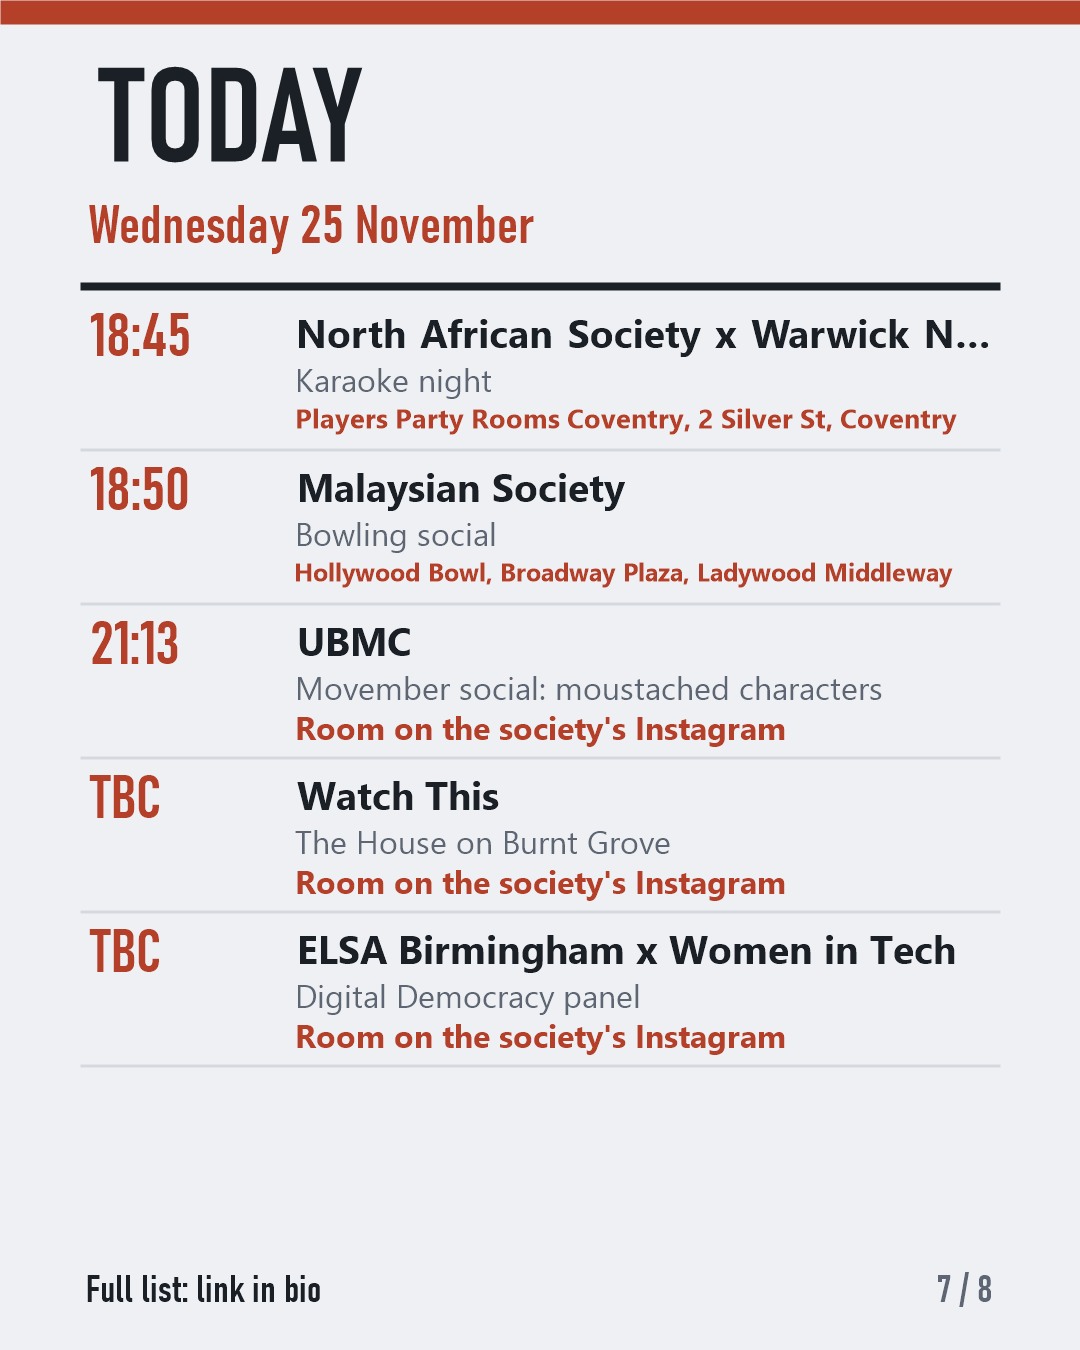 TODAY
Wednesday 25 November
18:45
North African Society x Warwick N...
Karaoke night
Players Party Rooms Coventry, 2 Silver St, Coventry
18:50
Malaysian Society
Bowling social
Hollywood Bowl, Broadway Plaza, Ladywood Middleway
21:13
UBMC
Movember social: moustached characters
Room on the society's Instagram
TBC
Watch This
The House on Burnt Grove
Room on the society's Instagram
TBC
ELSA Birmingham x Women in Tech
Digital Democracy panel
Room on the society's Instagram
Full list: link in bio
7 / 8